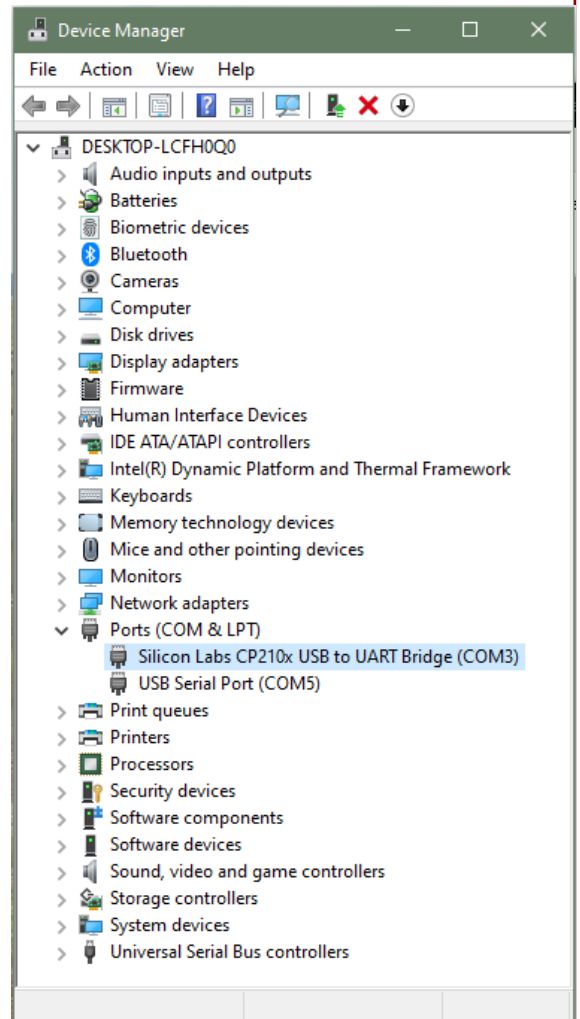 Device Manager
File Action View Help
DESKTOP-LCFH0Q0
Audio inputs and outputs
Batteries
Biometric devices
Bluetooth
Cameras
Computer
Disk drives
Display adapters
Firmware
Human Interface Devices
IDE ATA/ATAPI controllers
Intel(R) Dynamic Platform and Thermal Framework
Keyboards
Memory technology devices
Mice and other pointing devices
Monitors
Network adapters
Ports (COM & LPT)
Silicon Labs CP210x USB to UART Bridge (COM3)
USB Serial Port (COM5)
Print queues
Printers
Processors
Security devices
Software components
Software devices
Sound, video and game controllers
Storage controllers
System devices
Universal Serial Bus controllers